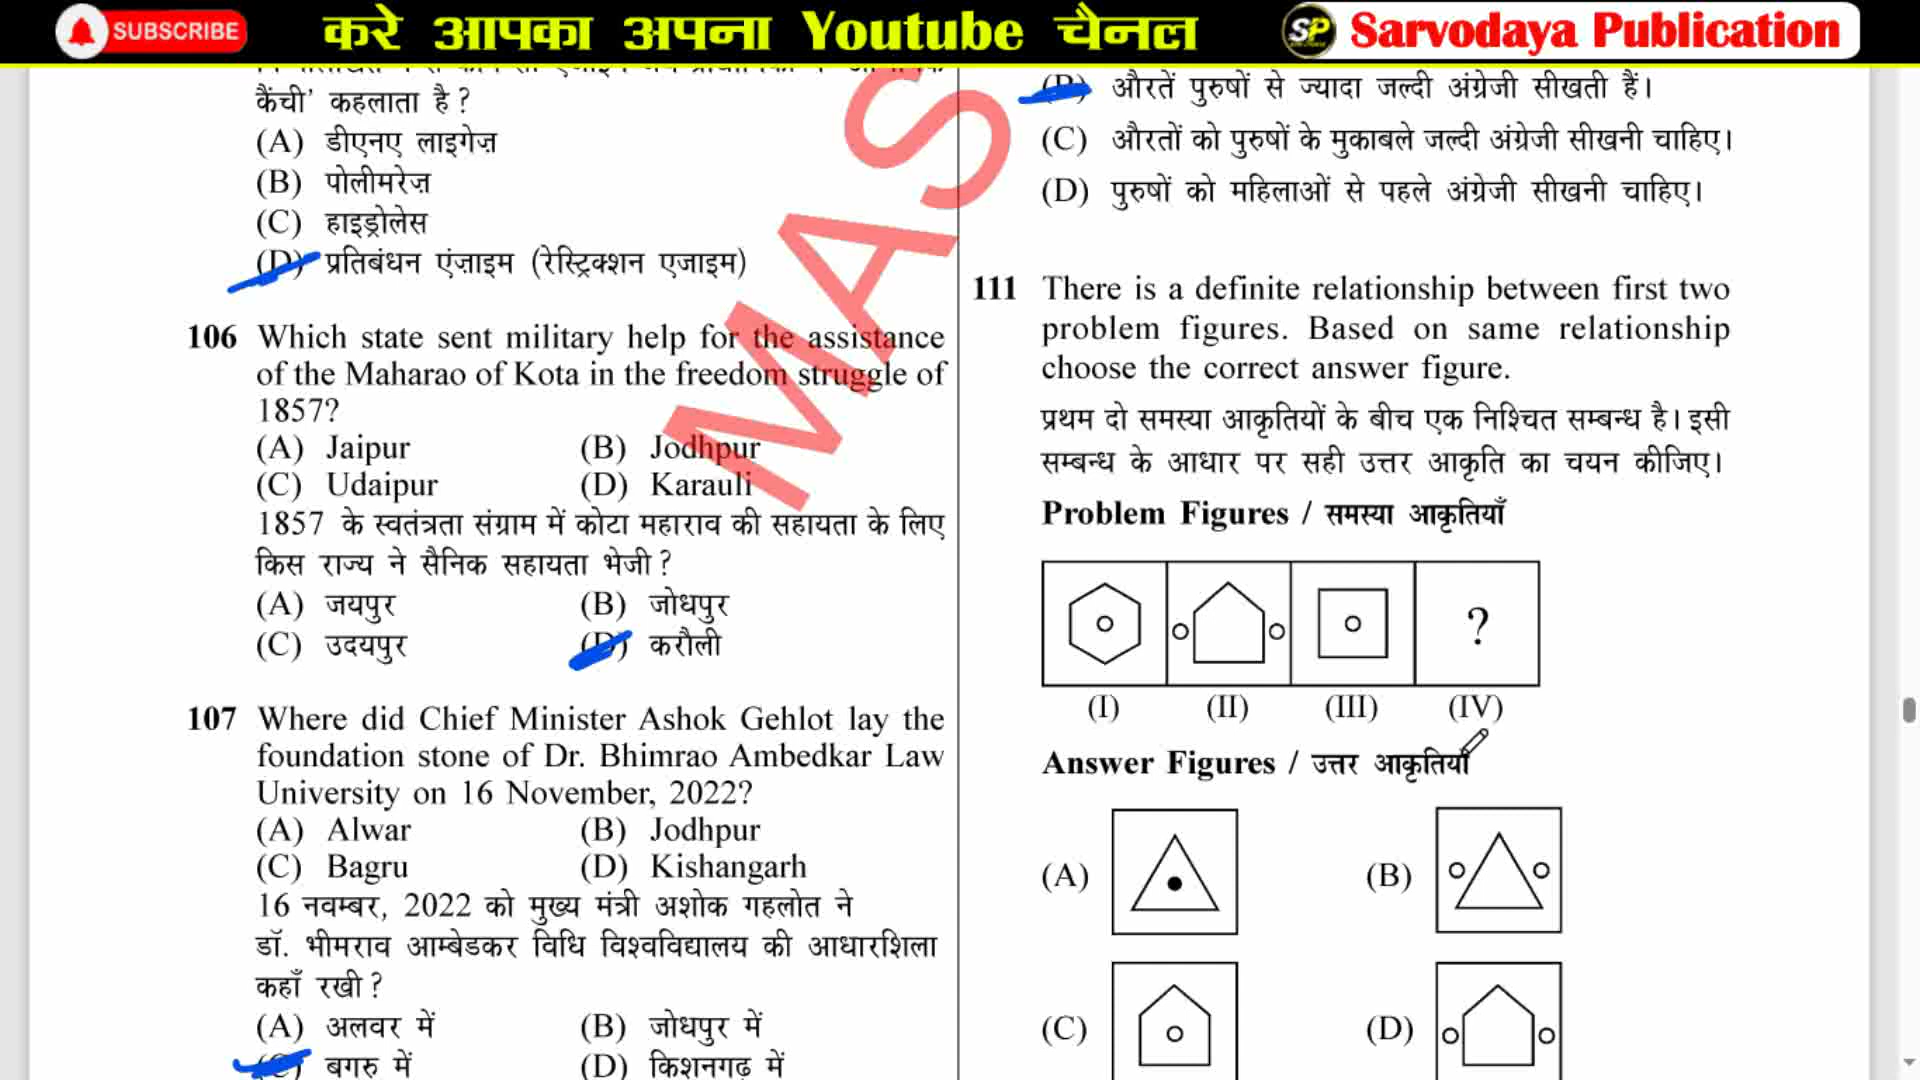 SUBSCRIBE
करे आपका अपना Youtube चैनल
SP
Sarvodaya Publication
कैंची' कहलाता है?
(A) डीएनए लाइगेज़
(B) पोलीमरेज़
(C) हाइड्रोलेस
(D) प्रतिबंधन एंज़ाइम (रेस्ट्रिक्शन एजाइम)
106 Which state sent military help for the assistance
of the Maharao of Kota in the freedom struggle of
1857?
(A) Jaipur (B) Jodhpur
(C) Udaipur (D) Karauli
1857 के स्वतंत्रता संग्राम में कोटा महाराव की सहायता के लिए
किस राज्य ने सैनिक सहायता भेजी?
(A) जयपुर (B) जोधपुर
(C) उदयपुर (D) करौली
107 Where did Chief Minister Ashok Gehlot lay the
foundation stone of Dr. Bhimrao Ambedkar Law
University on 16 November, 2022?
(A) Alwar (B) Jodhpur
(C) Bagru (D) Kishangarh
16 नवम्बर, 2022 को मुख्य मंत्री अशोक गहलोत ने
डॉ. भीमराव आम्बेडकर विधि विश्वविद्यालय की आधारशिला
कहाँ रखी?
(A) अलवर में (B) जोधपुर में
(C) बगरु में (D) किशनगढ़ में
MAS
(B) औरतें पुरुषों से ज्यादा जल्दी अंग्रेजी सीखती हैं।
(C) औरतों को पुरुषों के मुकाबले जल्दी अंग्रेजी सीखनी चाहिए।
(D) पुरुषों को महिलाओं से पहले अंग्रेजी सीखनी चाहिए।
111 There is a definite relationship between first two
problem figures. Based on same relationship
choose the correct answer figure.
प्रथम दो समस्या आकृतियों के बीच एक निश्चित सम्बन्ध है। इसी
सम्बन्ध के आधार पर सही उत्तर आकृति का चयन कीजिए।
Problem Figures / समस्या आकृतियाँ
?
(I) (II) (III) (IV)
Answer Figures / उत्तर आकृतियाँ
(A) (B)
(C) (D)